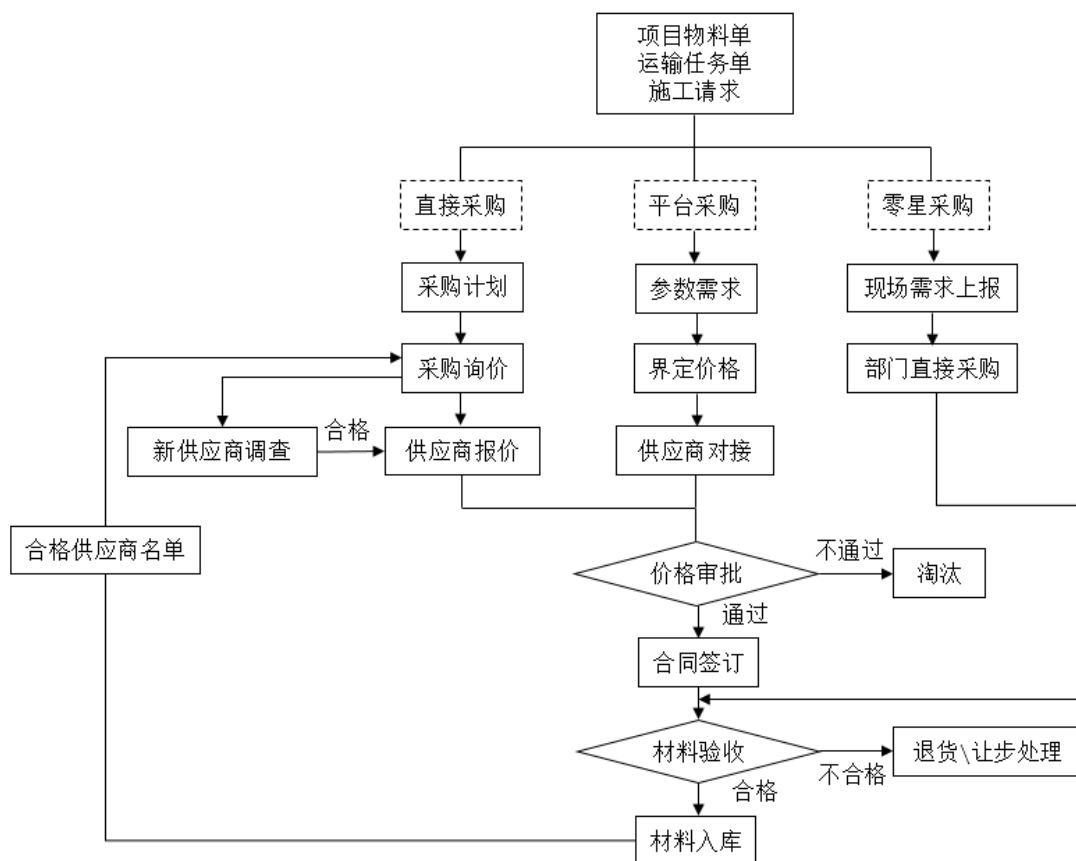 项目物料单
运输任务单
施工请求
直接采购
平台采购
零星采购
采购计划
参数需求
现场需求上报
采购询价
界定价格
部门直接采购
新供应商调查
合格
供应商报价
供应商对接
合格供应商名单
价格审批
不通过
淘汰
通过
合同签订
材料验收
不合格
退货\让步处理
合格
材料入库